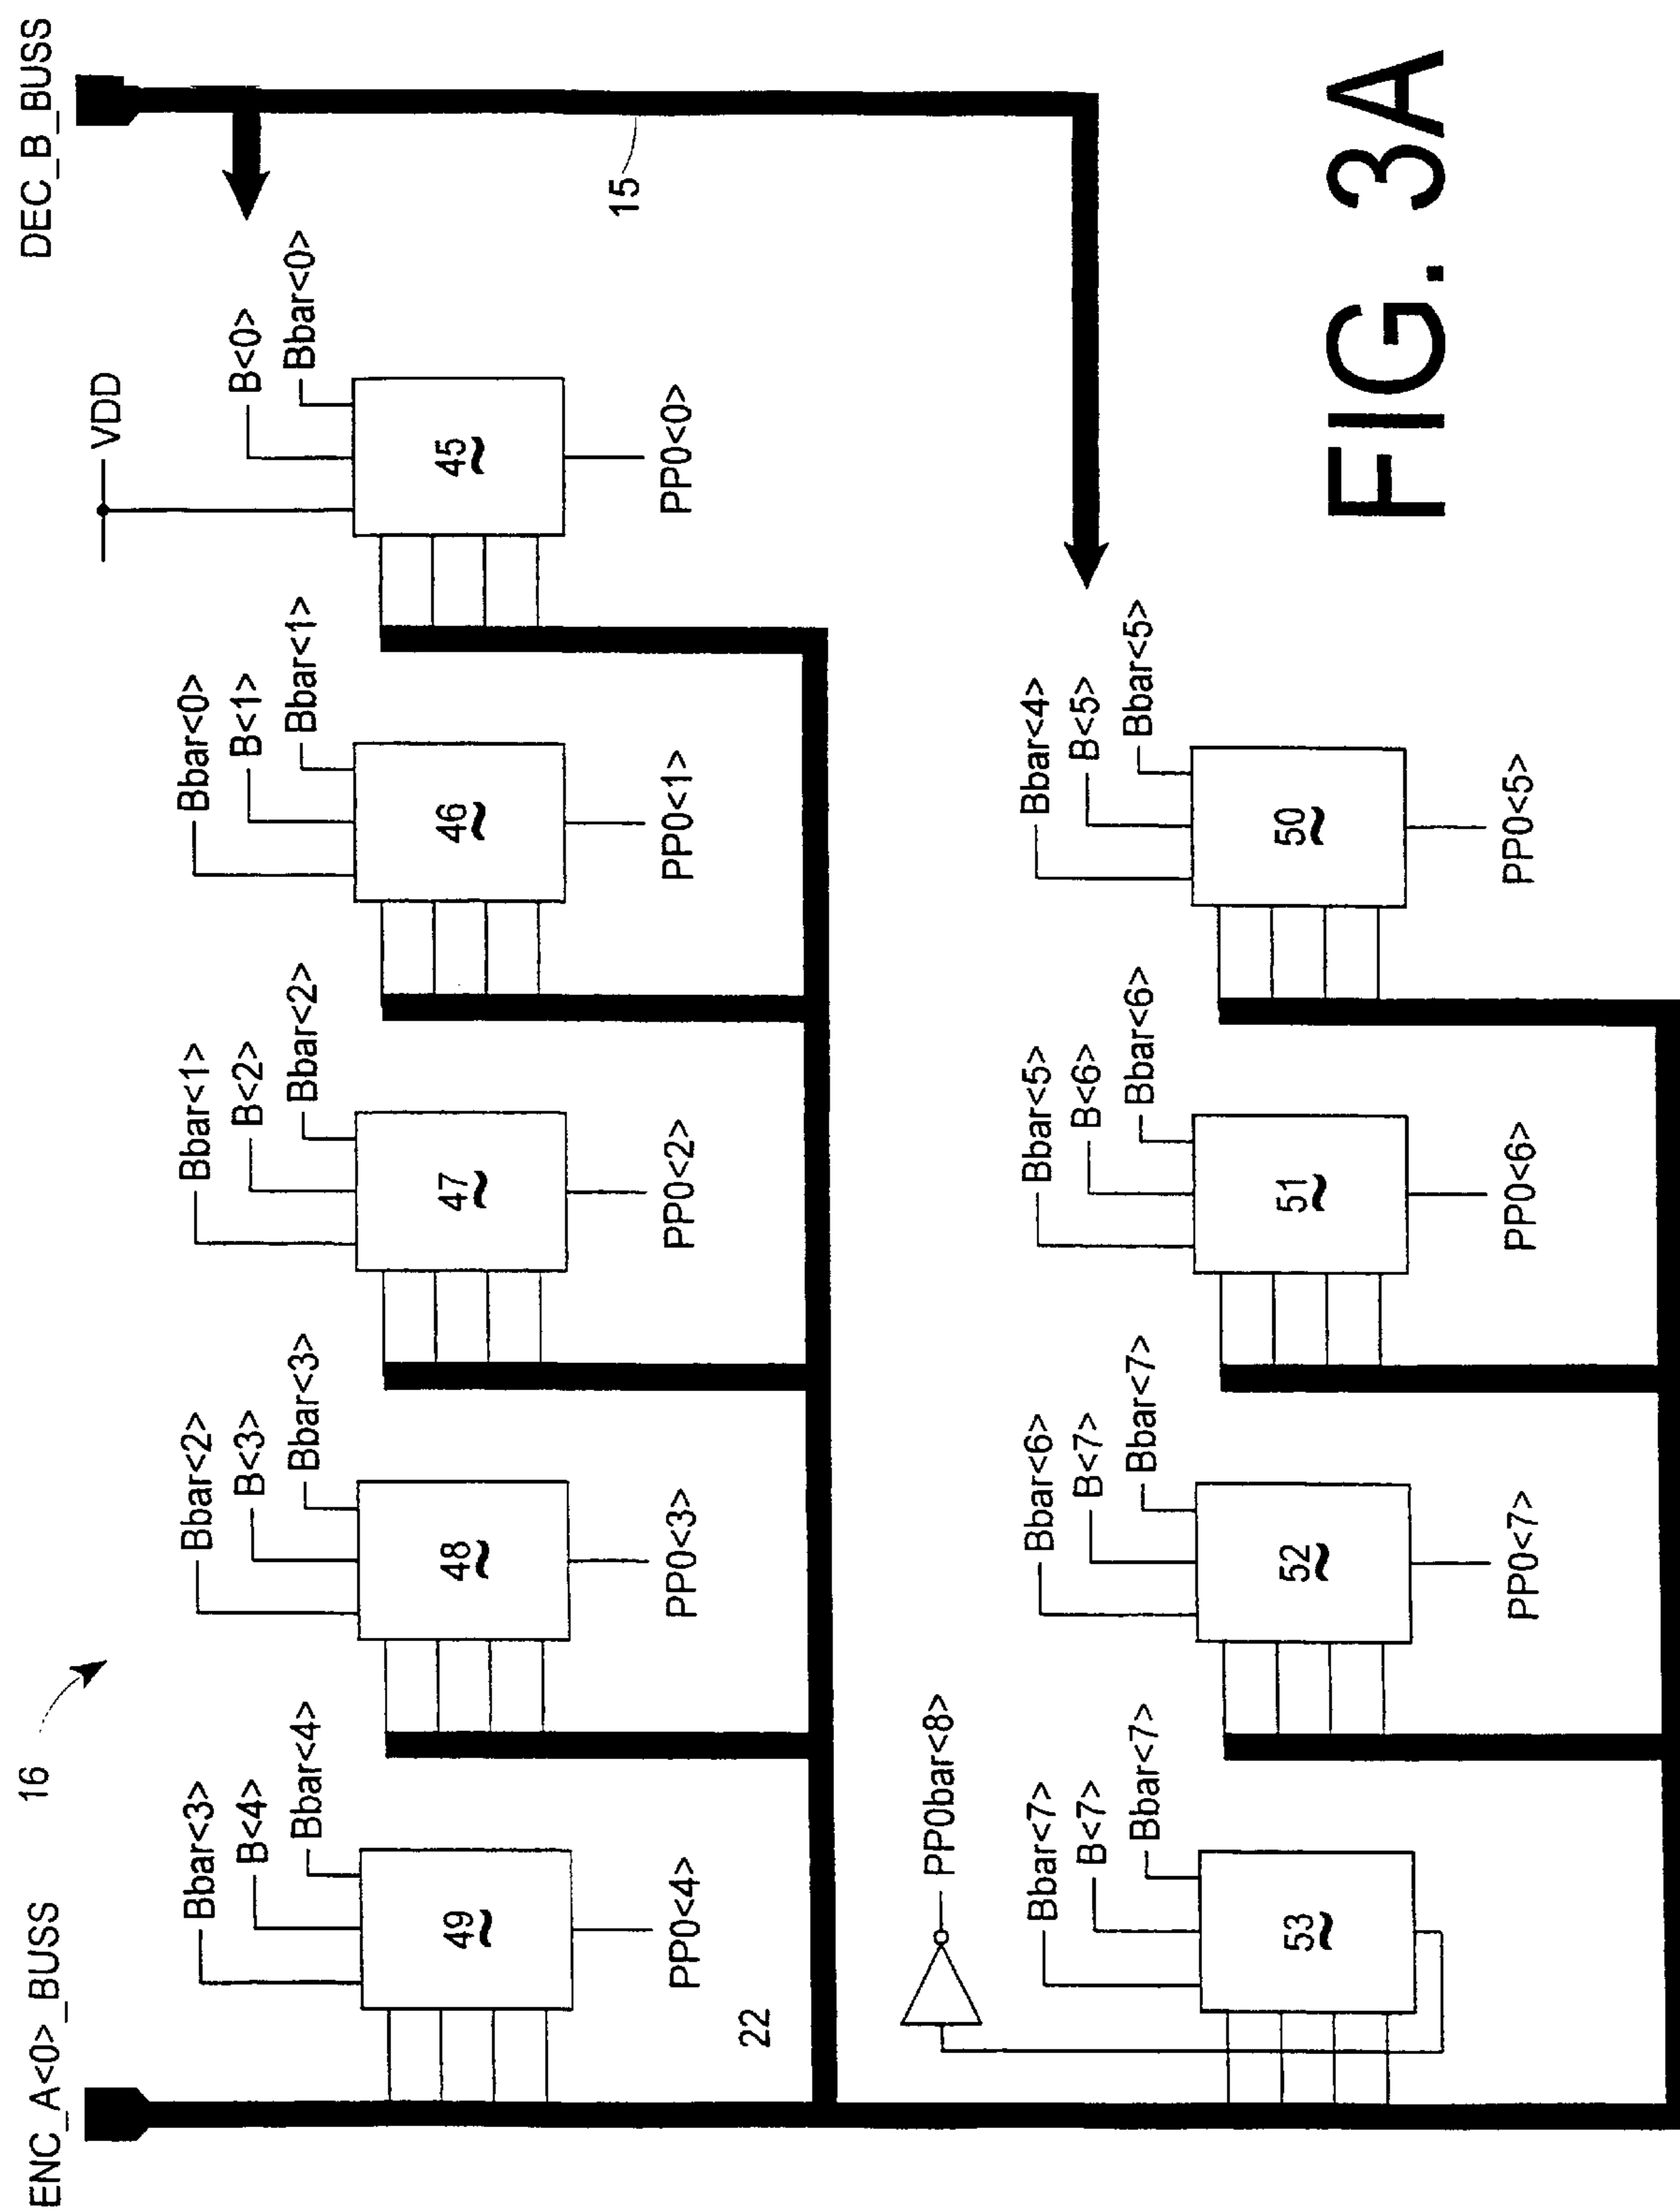 ENC_A<0>_BUSS
16
DEC_B_BUSS
VDD
Bbar<3>
B<4>
Bbar<4>
Bbar<2>
B<3>
Bbar<3>
Bbar<1>
B<2>
Bbar<2>
Bbar<0>
B<1>
Bbar<1>
B<0>
Bbar<0>
49
48
47
46
45
PP0<4>
PP0<3>
PP0<2>
PP0<1>
PP0<0>
15
22
PP0bar<8>
Bbar<7>
B<7>
Bbar<7>
Bbar<6>
B<7>
Bbar<7>
Bbar<5>
B<6>
Bbar<6>
Bbar<4>
B<5>
Bbar<5>
53
52
51
50
PP0<7>
PP0<6>
PP0<5>
FIG. 3A